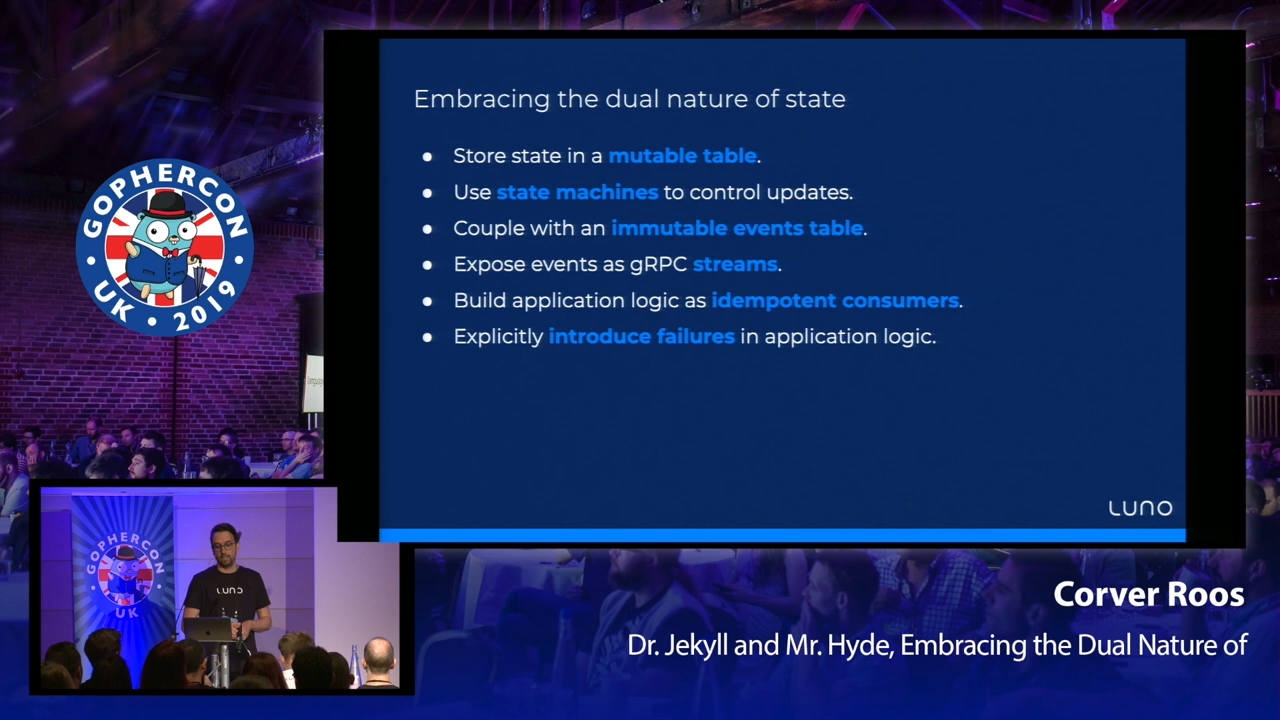 GOPHERCON
UK • 2019
Embracing the dual nature of state
● Store state in a mutable table.
● Use state machines to control updates.
● Couple with an immutable events table.
● Expose events as gRPC streams.
● Build application logic as idempotent consumers.
● Explicitly introduce failures in application logic.
LUNO
GOPHERCON
UK
LUNO
Corver Roos
Dr. Jekyll and Mr. Hyde, Embracing the Dual Nature of